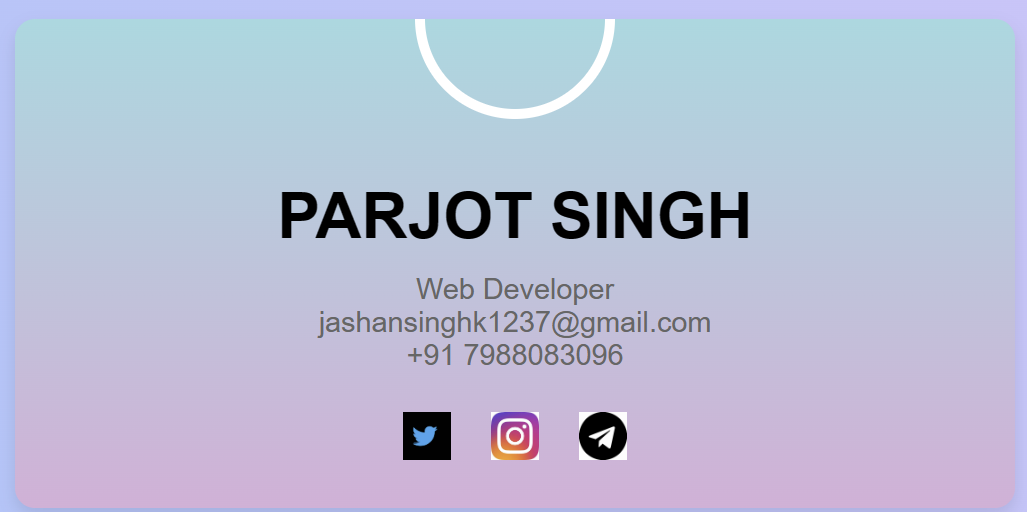 PARJOT SINGH
Web Developer
jashansinghk1237@gmail.com
+91 7988083096